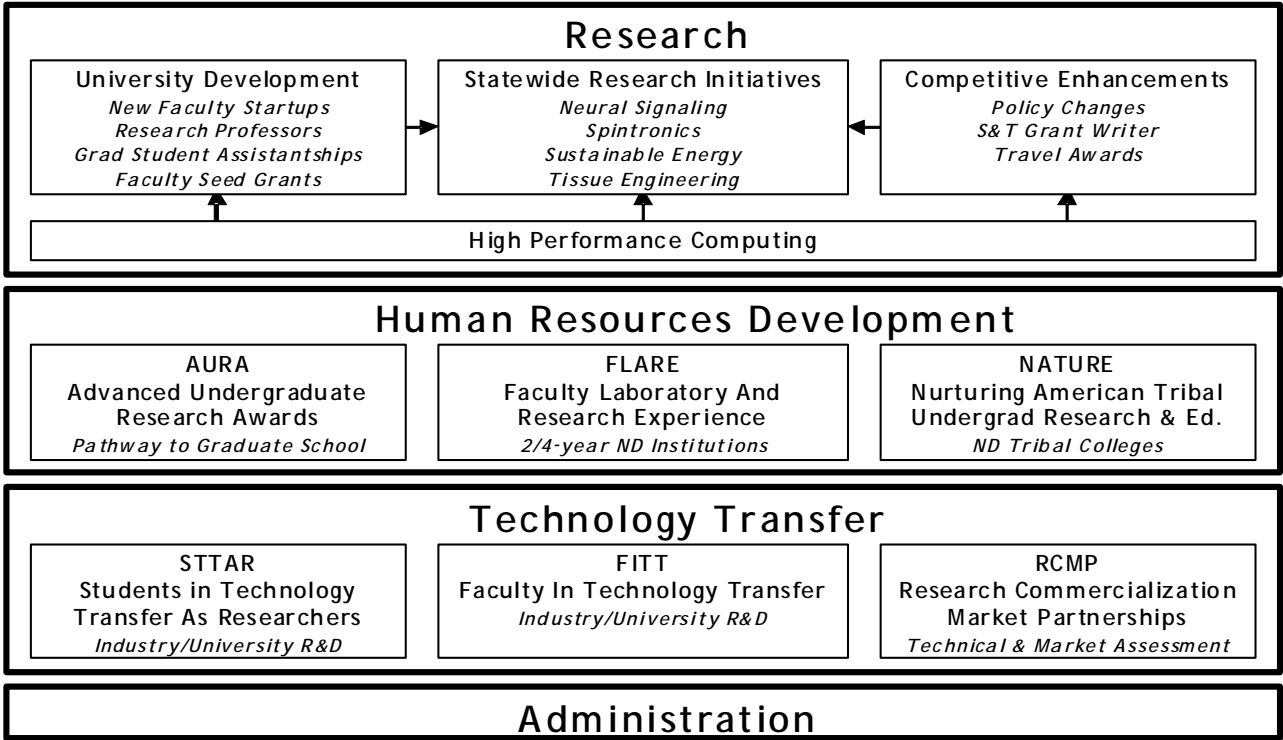 Research
University Development
New Faculty Startups
Research Professors
Grad Student Assistantships
Faculty Seed Grants
Statewide Research Initiatives
Neural Signaling
Spintronics
Sustainable Energy
Tissue Engineering
Competitive Enhancements
Policy Changes
S&T Grant Writer
Travel Awards
High Performance Computing
Human Resources Development
AURA
Advanced Undergraduate
Research Awards
Pathway to Graduate School
FLARE
Faculty Laboratory And
Research Experience
2/4-year ND Institutions
NATURE
Nurturing American Tribal
Undergrad Research & Ed.
ND Tribal Colleges
Technology Transfer
STTAR
Students in Technology
Transfer As Researchers
Industry/University R&D
FITT
Faculty In Technology Transfer
Industry/University R&D
RCMP
Research Commercialization
Market Partnerships
Technical & Market Assessment
Administration